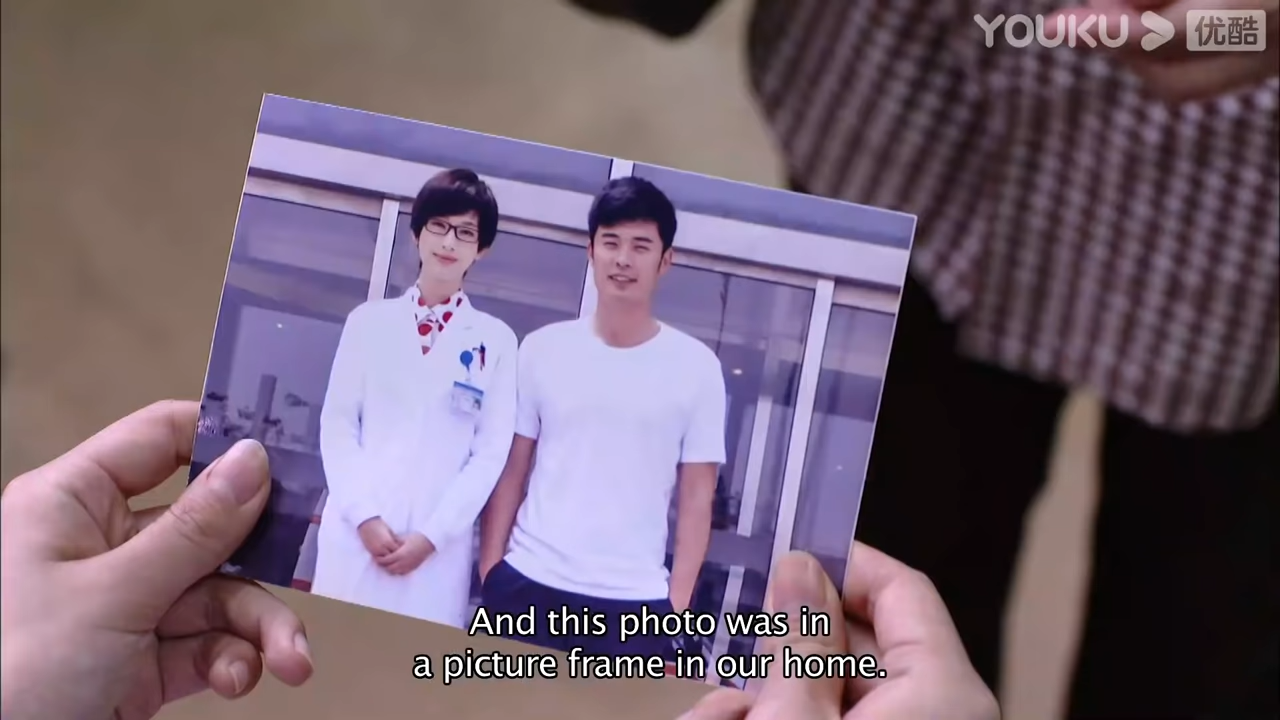 YOUKU 优酷
And this photo was in
a picture frame in our home.